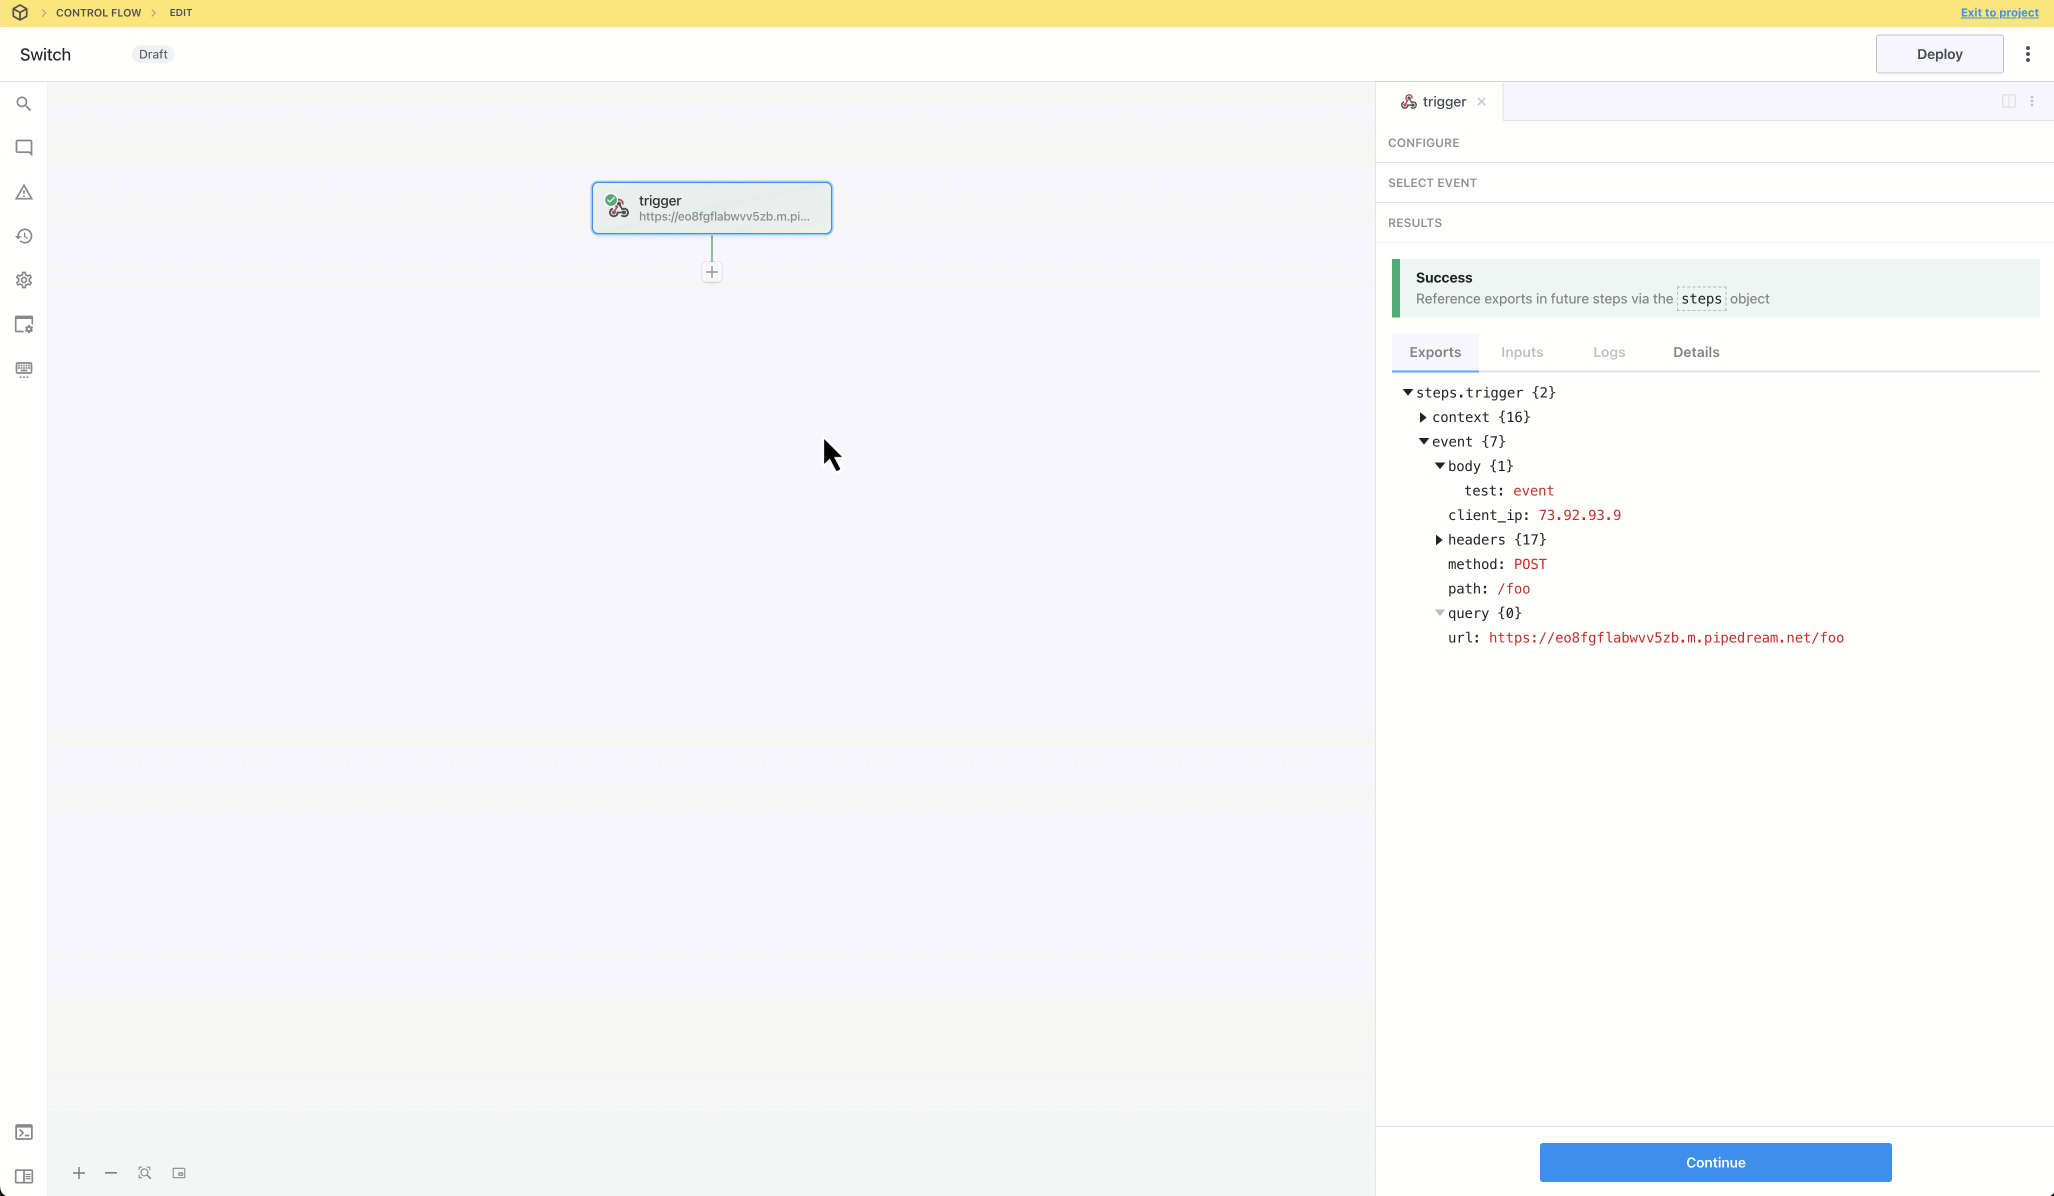 CONTROL FLOW
EDIT
Exit to project
Switch
Draft
Deploy
trigger
https://eo8fgflabwvv5zb.m.pi...
trigger
CONFIGURE
SELECT EVENT
RESULTS
Success
Reference exports in future steps via the steps object
Exports Inputs Logs Details
steps.trigger {2}
context {16}
event {7}
body {1}
test: event
client_ip: 73.92.93.9
headers {17}
method: POST
path: /foo
query {0}
url: https://eo8fgflabwvv5zb.m.pipedream.net/foo
Continue